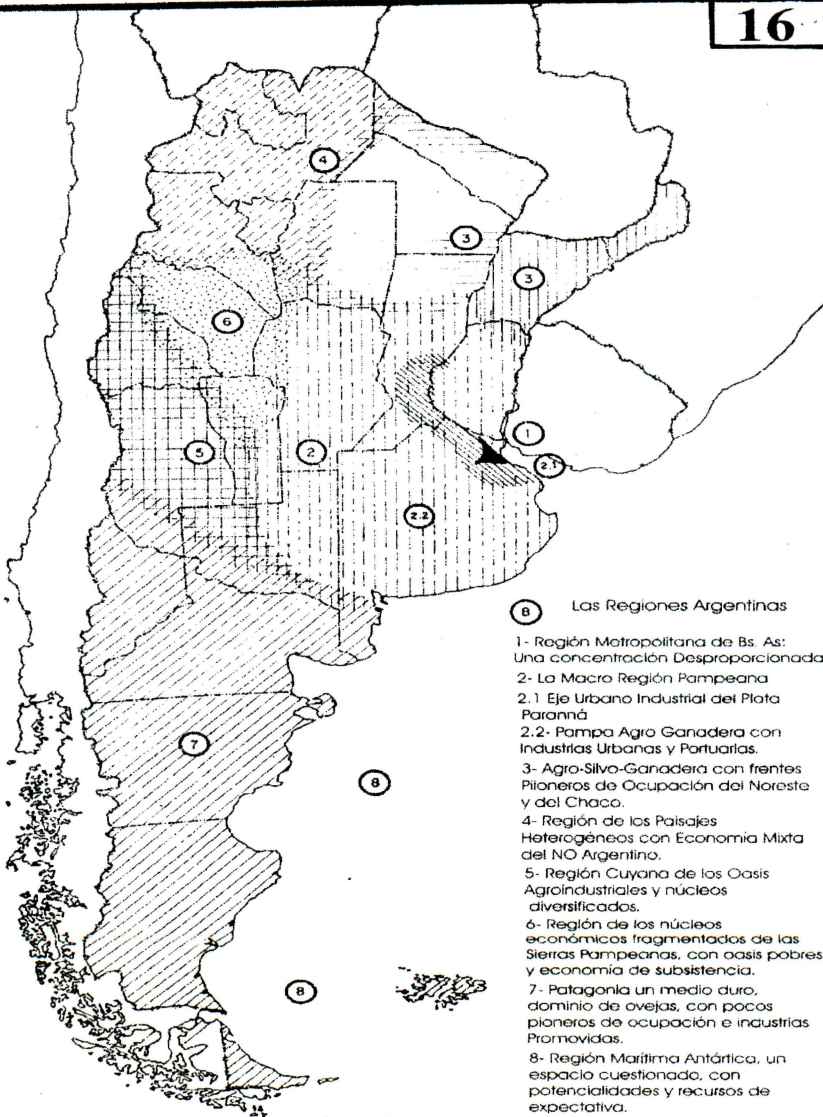 16
4
3
3
6
1
5
2
2.1
2.2
8 Las Regiones Argentinas
1- Región Metropolitana de Bs. As:
Una concentración Desproporcionada
2- La Macro Región Pampeana
2.1 Eje Urbano Industrial del Plata
Paranná
2.2- Pampa Agro Ganadera con
Industrias Urbanas y Portuarias.
3- Agro-Silvo-Ganadera con frentes
Piioneros de Ocupación del Noreste
y del Chaco.
4- Región de los Paisajes
Heterogéneos con Economía Mixta
del NO Argentino.
5- Región Cuyana de los Oasis
Agroindustriales y núcleos
diversificados.
6- Región de los núcleos
económicos fragmentados de las
Sierras Pampeanas, con oasis pobres
y economía de subsistencia.
7- Patagonia un medio duro,
dominio de ovejas, con pocos
pioneros de ocupación e industrias
Promovidas.
8- Región Marítima Antártica, un
espacio cuestionado, con
potencialidades y recursos de
expectativa.
7
8
8